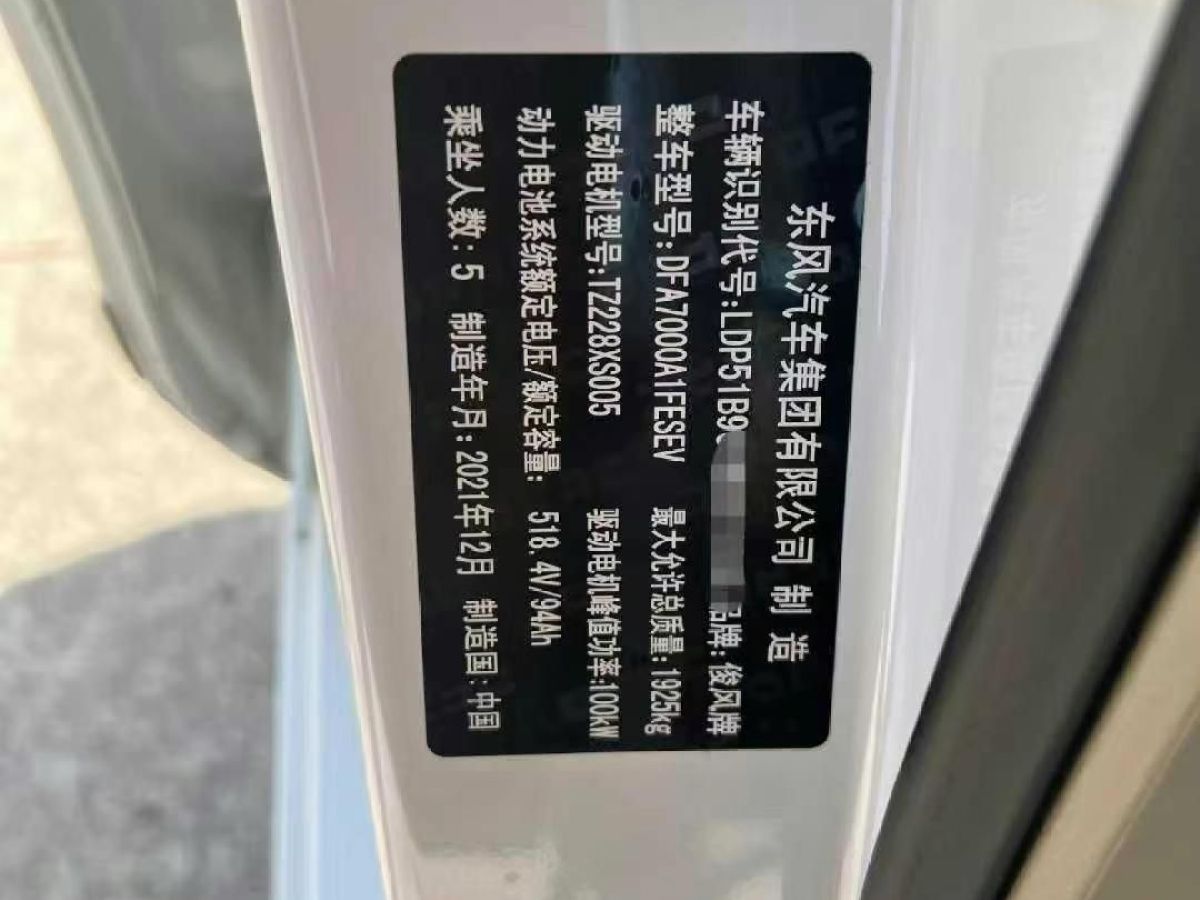 东风汽车集团有限公司 制 造
车辆识别代号:LDP51B9 品牌:俊风牌
整车型号:DFA7000A1FESEV 最大允许总质量:1925kg
驱动电机型号:TZ228XS005 驱动电机峰值功率:100kW
动力电池系统额定电压/额定容量: 518.4V/94Ah
乘坐人数: 5 制造年月: 2021年12月 制造国: 中国